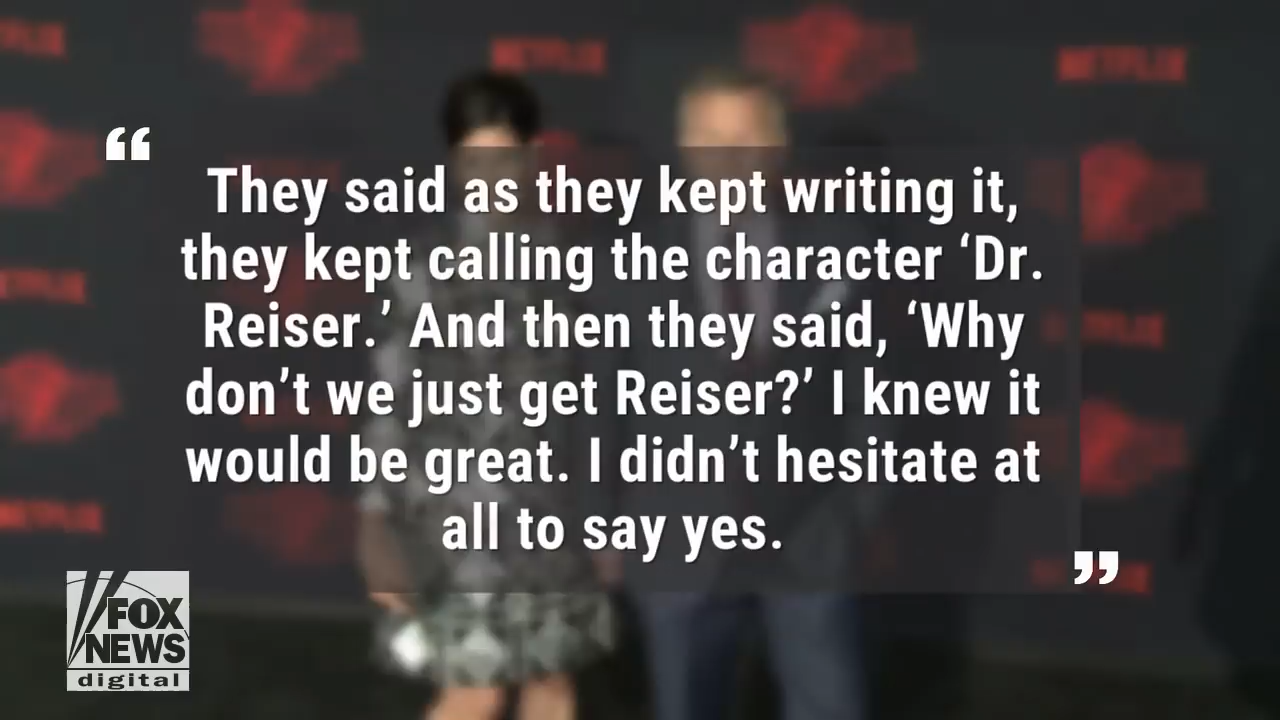 NETFLIX
NETFLIX
“
They said as they kept writing it,
they kept calling the character ‘Dr.
Reiser.’ And then they said, ‘Why
don’t we just get Reiser?’ I knew it
would be great. I didn’t hesitate at
all to say yes.
”
FOX
NEWS
digital